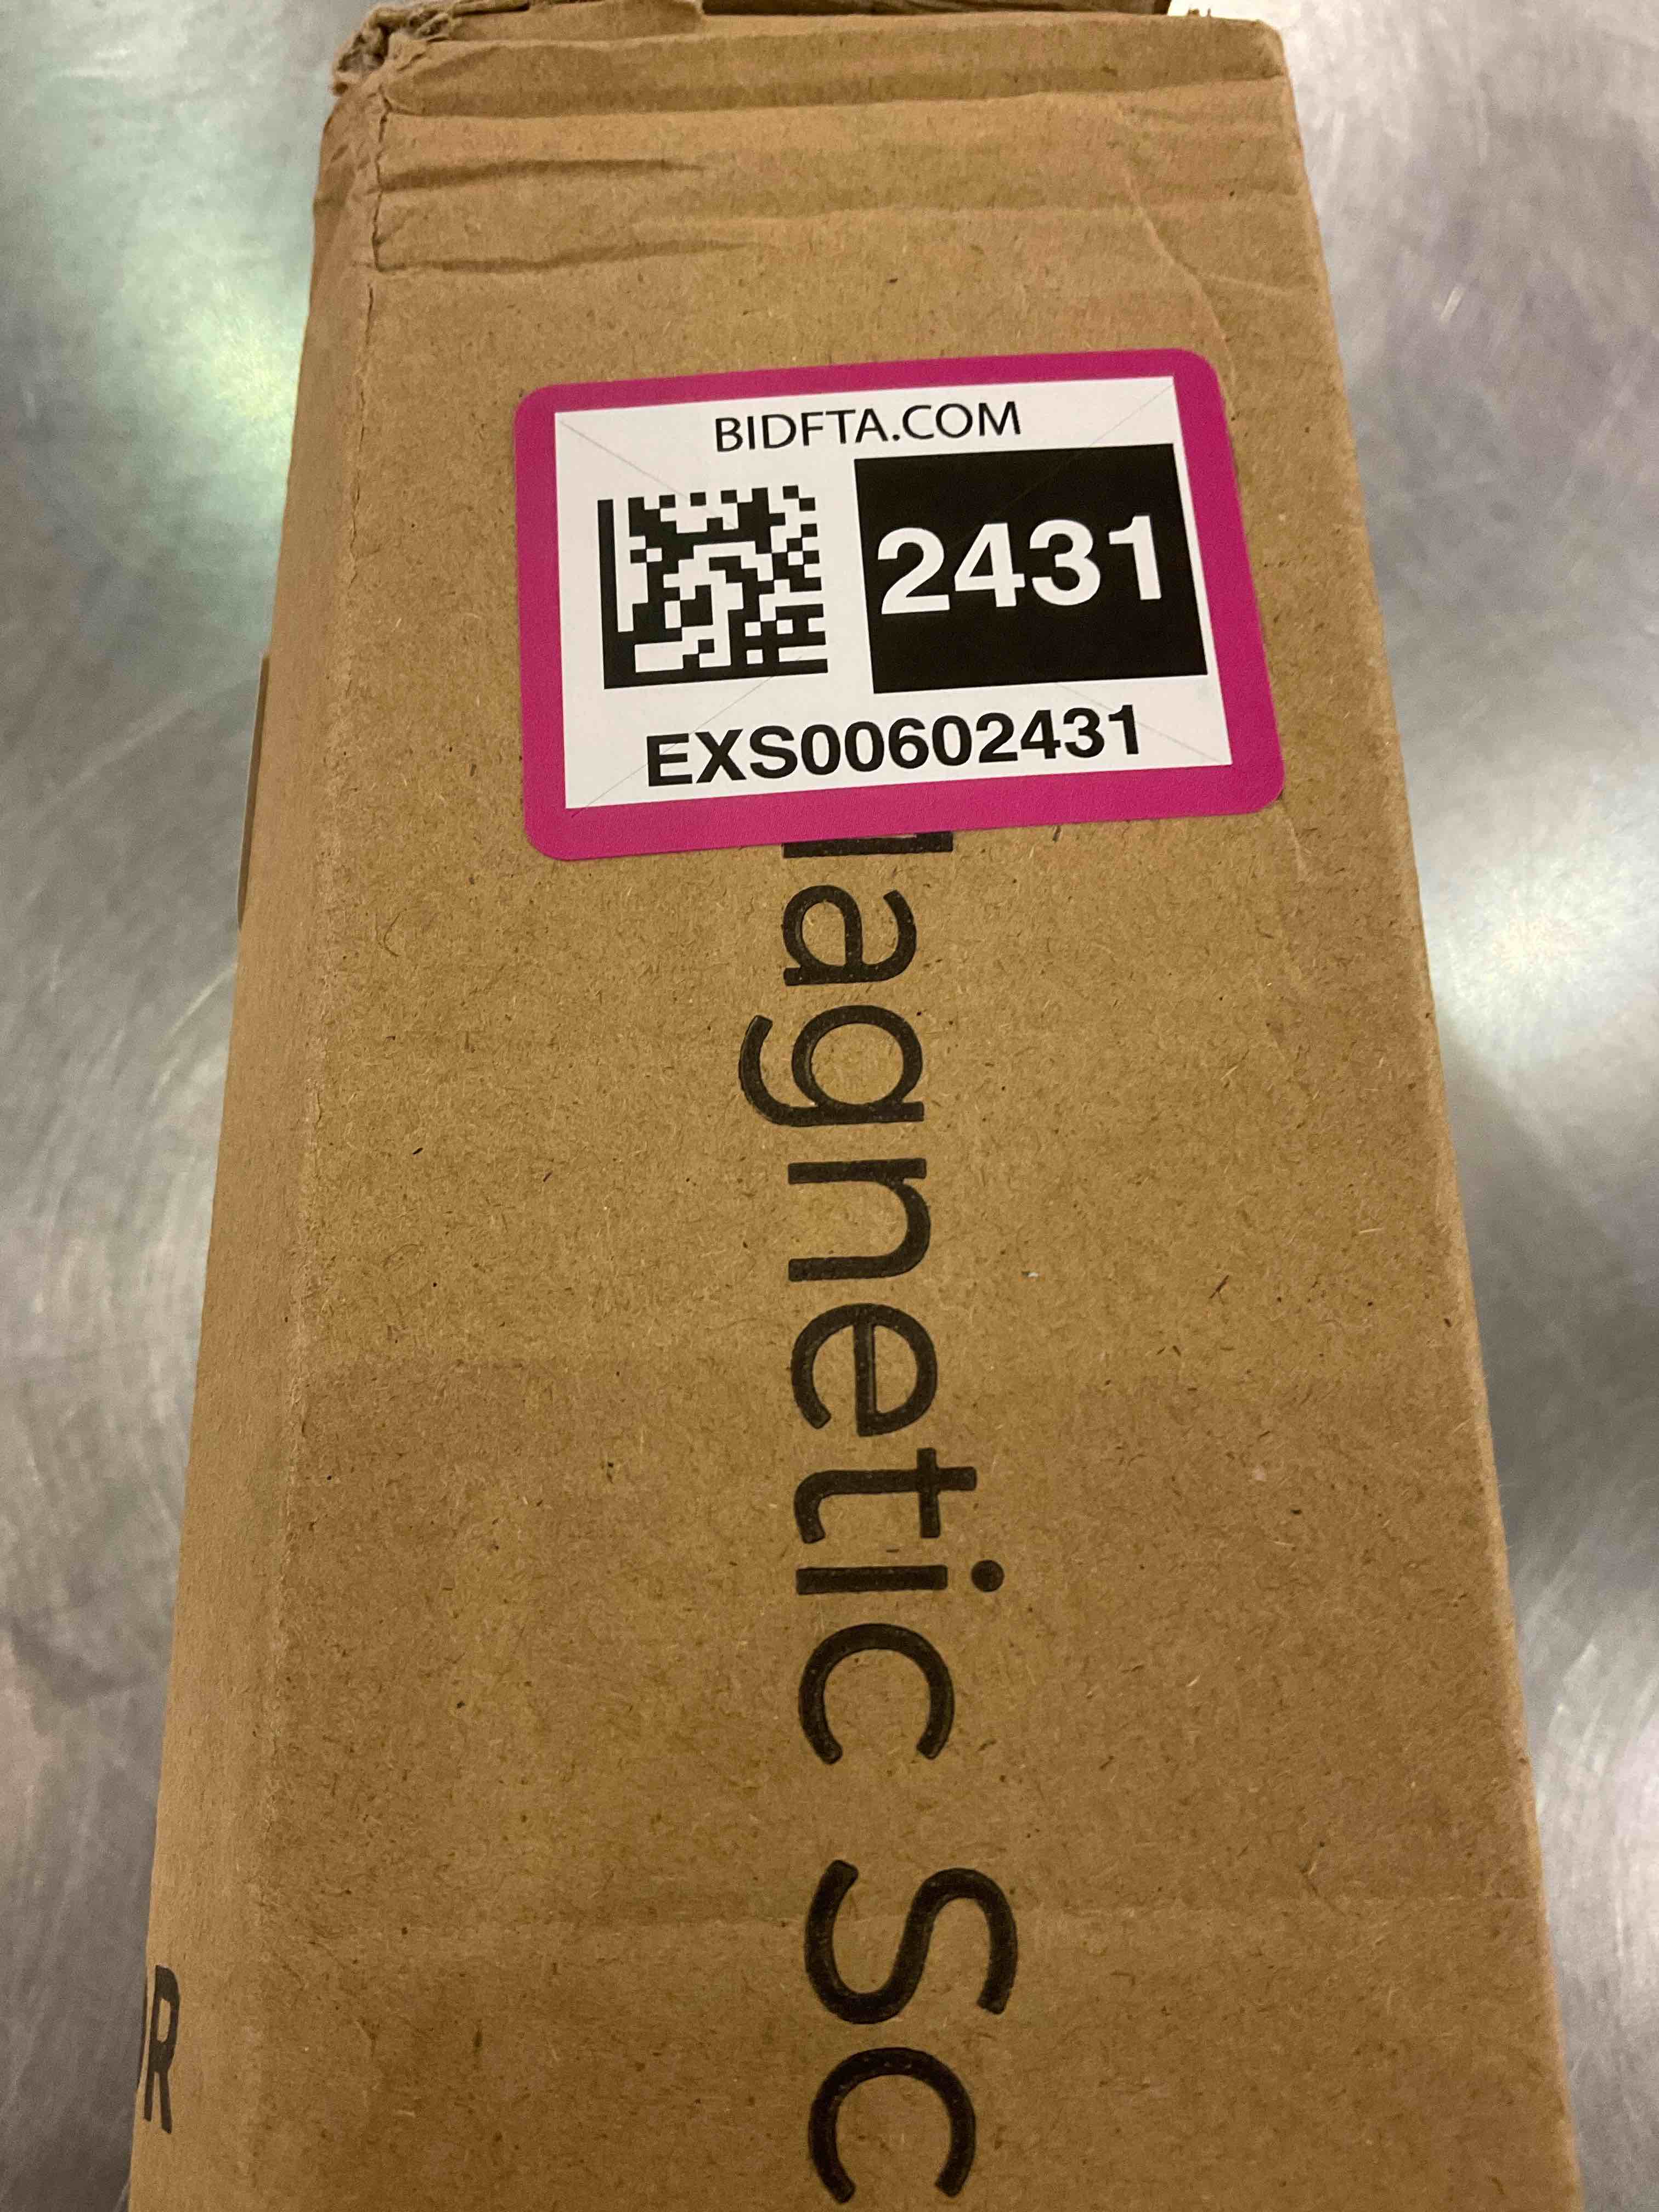 BIDFTA.COM
2431
EXS00602431
agnetic Sc
R